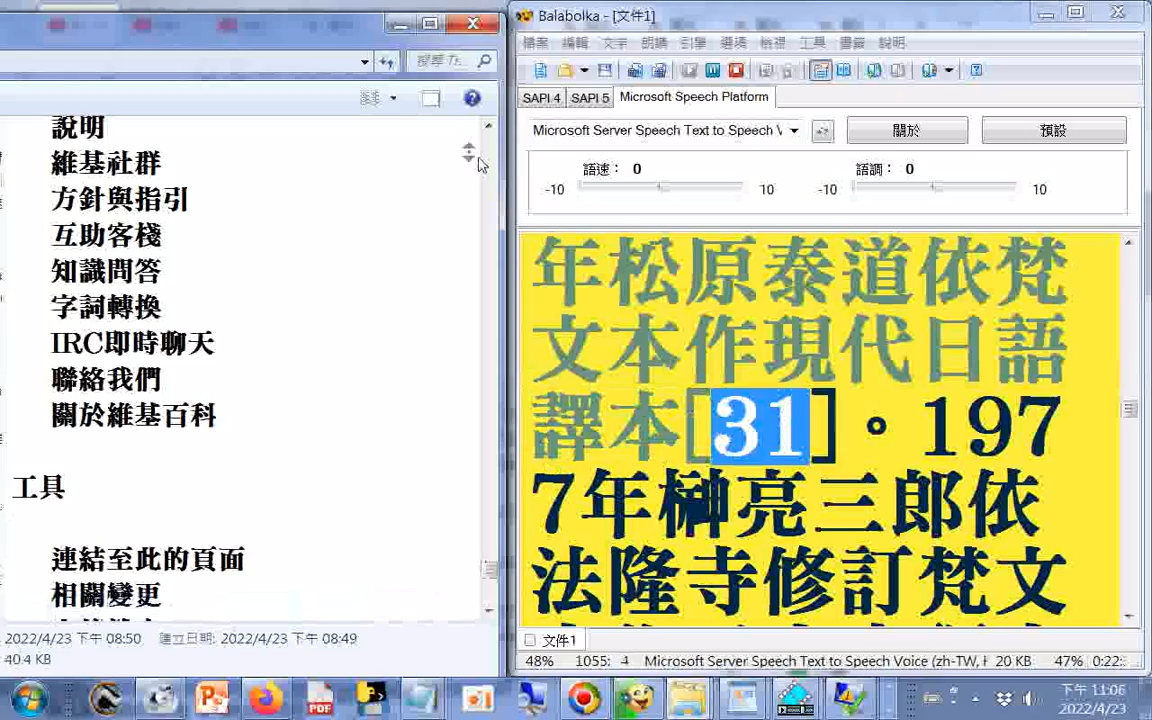 說明
維基社群
方針與指引
互助客棧
知識問答
字詞轉換
IRC即時聊天
聯絡我們
關於維基百科
工具
連結至此的頁面
相關變更
2022/4/23 下午 08:50 建立日期: 2022/4/23 下午 08:49
40.4 KB
Balabolka - [文件1]
檔案 編輯 文字 朗讀 引擎 選項 檢視 工具 書籤 說明
SAPI 4 SAPI 5 Microsoft Speech Platform
Microsoft Server Speech Text to Speech V
關於 預設
語速： 0 語調： 0
-10 10 -10 10
年松原泰道依梵
文本作現代日語
譯本[31]。197
7年榊亮三郎依
法隆寺修訂梵文
文件1
48% 1055: 4 Microsoft Server Speech Text to Speech Voice (zh-TW, 20 KB 47% 0:22:
下午 11:06
2022/4/23